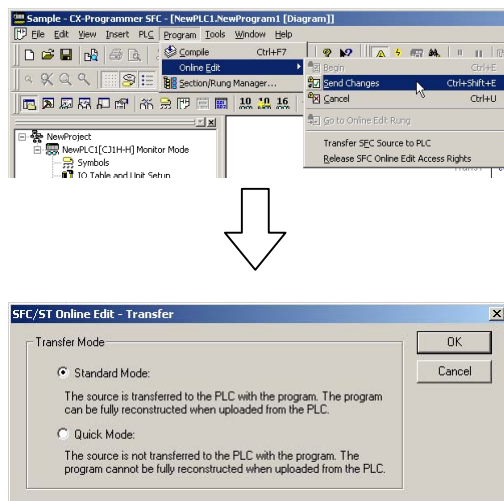 Sample - CX-Programmer SFC - [NewPLC1.NewProgram1 [Diagram]]
File Edit View Insert PLC Program Tools Window Help
Compile Ctrl+F7
Online Edit
Section/Rung Manager...
Begin Ctrl+E
Send Changes Ctrl+Shift+E
Cancel Ctrl+U
Go to Online Edit Rung
Transfer SFC Source to PLC
Release SFC Online Edit Access Rights
10 10 16
NewProject
NewPLC1[CJ1H-H] Monitor Mode
Symbols
IO Table and Unit Setup
SFC/ST Online Edit - Transfer
Transfer Mode
OK
Cancel
Standard Mode:
The source is transferred to the PLC with the program. The program
can be fully reconstructed when uploaded from the PLC.
Quick Mode:
The source is not transferred to the PLC with the program. The
program cannot be fully reconstructed when uploaded from the PLC.